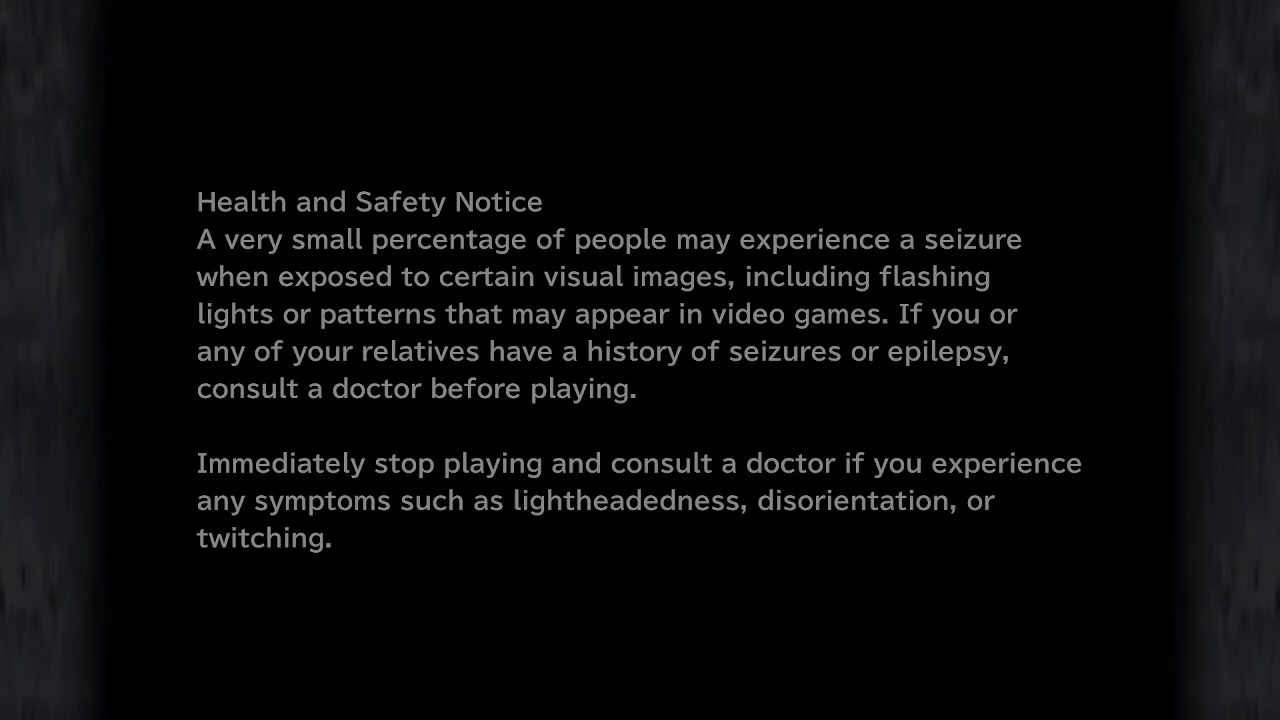 Health and Safety Notice
A very small percentage of people may experience a seizure
when exposed to certain visual images, including flashing
lights or patterns that may appear in video games. If you or
any of your relatives have a history of seizures or epilepsy,
consult a doctor before playing.
Immediately stop playing and consult a doctor if you experience
any symptoms such as lightheadedness, disorientation, or
twitching.